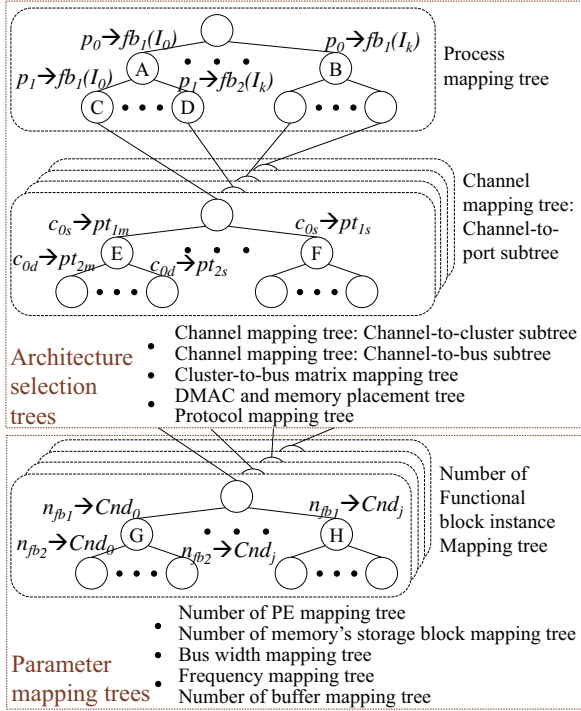 p₀→fb₁(I₀)
p₀→fb₁(Iₖ)
A
B
p₁→fb₁(I₀)
p₁→fb₂(Iₖ)
C
D
Process
mapping tree
c₀ₛ→pt₁ₘ
c₀ₛ→pt₁ₛ
E
F
c₀d→pt₂ₘ
c₀d→pt₂ₛ
Channel
mapping tree:
Channel-to-
port subtree
Architecture
selection
trees
Channel mapping tree: Channel-to-cluster subtree
Channel mapping tree: Channel-to-bus subtree
Cluster-to-bus matrix mapping tree
DMAC and memory placement tree
Protocol mapping tree
n_fb₁→Cnd₀
n_fb₁→Cndⱼ
G
H
n_fb₂→Cnd₀
n_fb₂→Cndⱼ
Number of
Functional
block instance
Mapping tree
Parameter
mapping trees
Number of PE mapping tree
Number of memory's storage block mapping tree
Bus width mapping tree
Frequency mapping tree
Number of buffer mapping tree